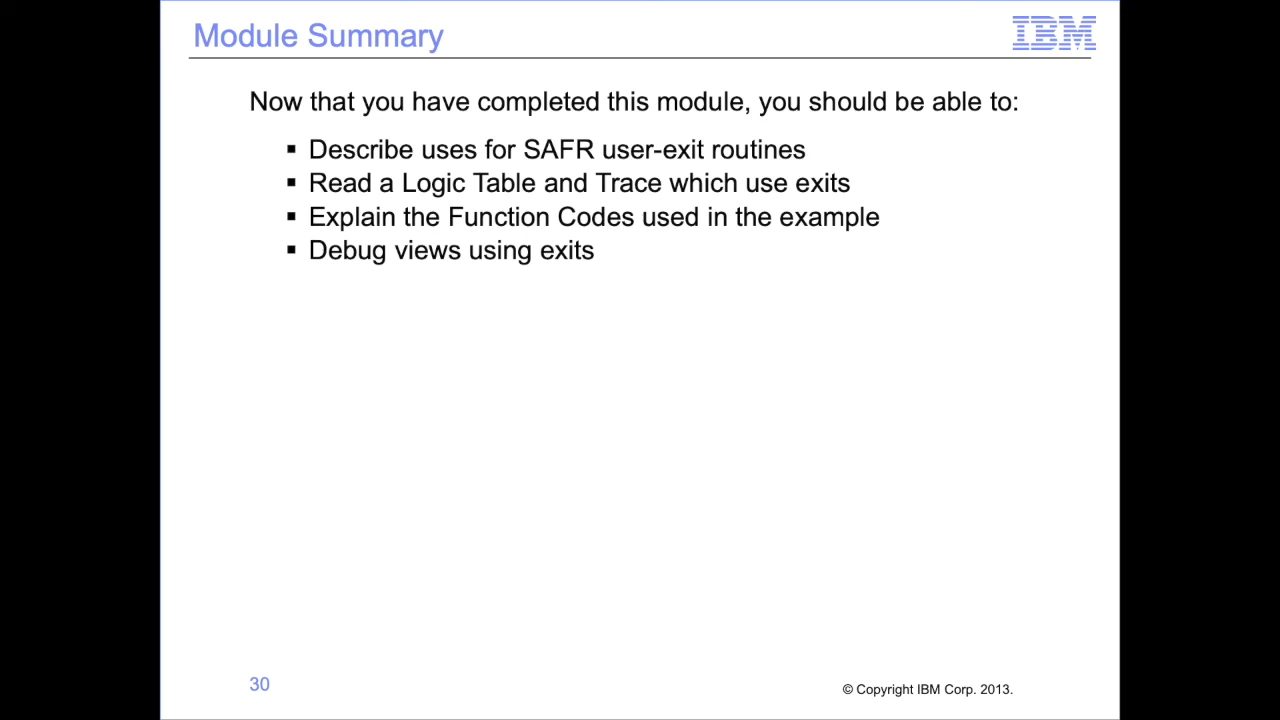 Module Summary
IBM
Now that you have completed this module, you should be able to:
▪ Describe uses for SAFR user-exit routines
▪ Read a Logic Table and Trace which use exits
▪ Explain the Function Codes used in the example
▪ Debug views using exits
30
© Copyright IBM Corp. 2013.